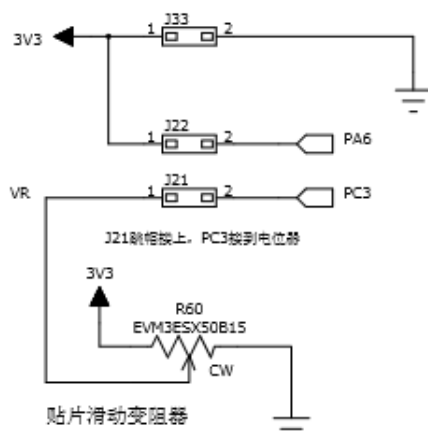 J33
3V3 1 2
J22
1 2 PA6
J21
VR 1 2 PC3
J21跳帽接上，PC3接到电位器
3V3
R60
EVM3ESX50B15
CW
贴片滑动变阻器